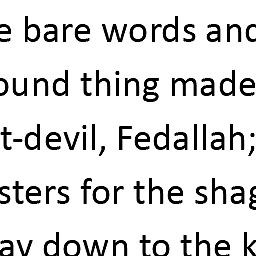 e bare words and
ound thing made
t-devil, Fedallah;
sters for the shag
ay down to the k